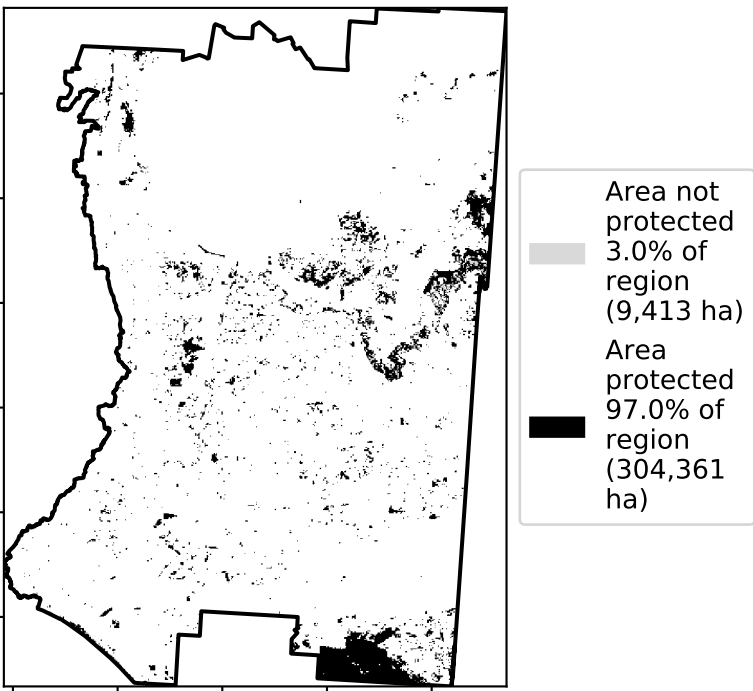 Area not
protected
3.0% of
region
(9,413 ha)
Area
protected
97.0% of
region
(304,361
ha)